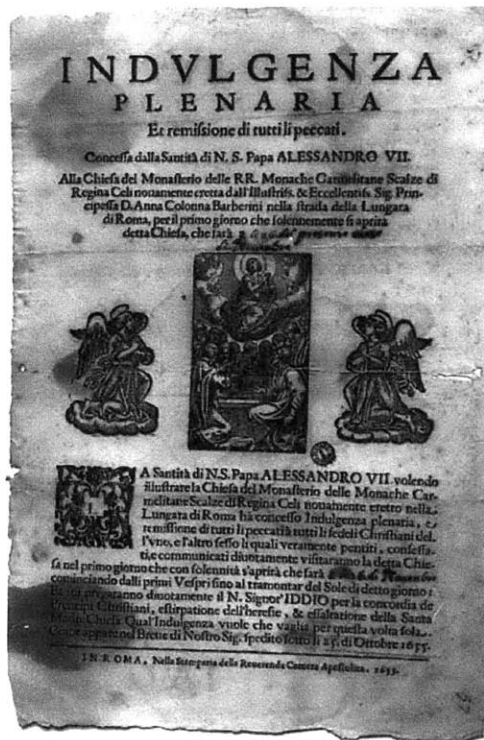 INDVLGENZA
PLENARIA
Et remissione di tutti li peccati.
Concessa dalla Santità di N. S. Papa ALESSANDRO VII.
Alla Chiesa del Monasterio delle RR. Monache Carmelitane Scalze di
Regina Celi nouamente eretta dall'Illustriss. & Eccellentiss. Sig. Prin-
cipessa D. Anna Colonna Barberini nella strada della Lungara
di Roma, per il primo giorno che solennemente si aprirà
detta Chiesa, che sarà
LA Santità di N.S. Papa ALESSANDRO VII. volendo
illustrare la Chiesa del Monasterio delle Monache Car-
melitane Scalze di Regina Celi nouamente eretto nella
Lungara di Roma hà concesso Indulgenza plenaria, e
remissione di tutti li peccati à tutti li fedeli Christiani del-
l'vno, e l'altro sesso li quali veramente pentiti, confessa-
ti, e communicati diuotamente visitaranno la detta Chie-
sa nel primo giorno che con solennità s'aprirà che sarà
cominciando dalli primi Vespri sino al tramontar del Sole di detto giorno:
Et iui pregaranno diuotamente il N. Signor' IDDIO per la concordia de
Prencipi Christiani, estirpatione dell'heresie, & essaltatione della Santa
Madre Chiesa. Qual'Indulgenza vuole che vaglia per questa volta sola.
Come appare nel Breue di Nostro Sig. spedito sotto li 25. di Ottobre 1655.
IN ROMA, Nella Stamparia della Reuerenda Camera Apostolica. 1655.